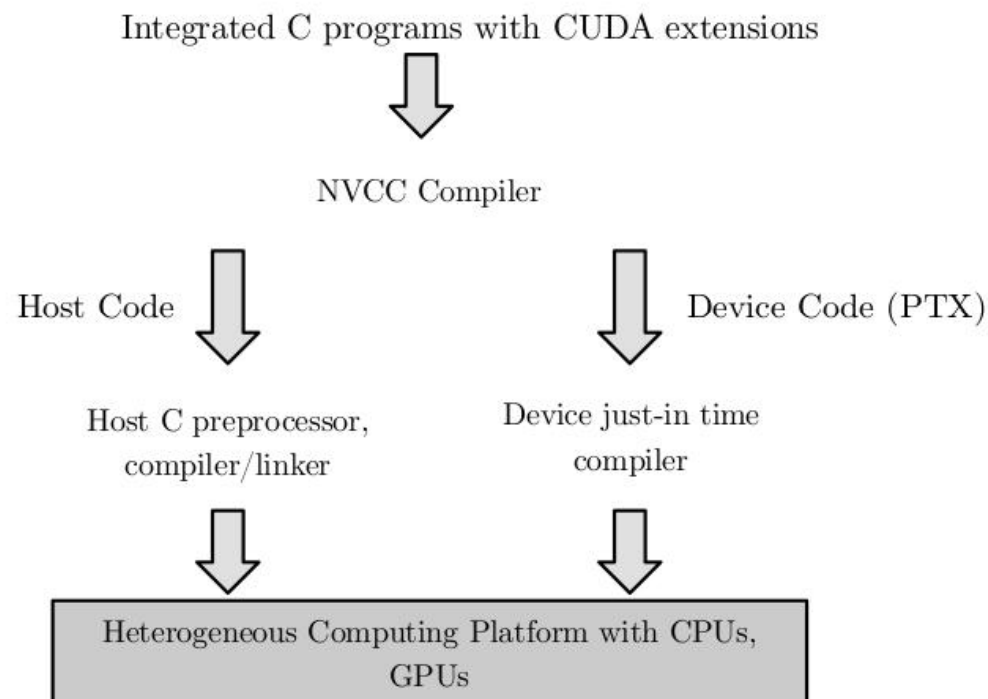 Integrated C programs with CUDA extensions
NVCC Compiler
Host Code
Device Code (PTX)
Host C preprocessor,
compiler/linker
Device just-in time
compiler
Heterogeneous Computing Platform with CPUs,
GPUs